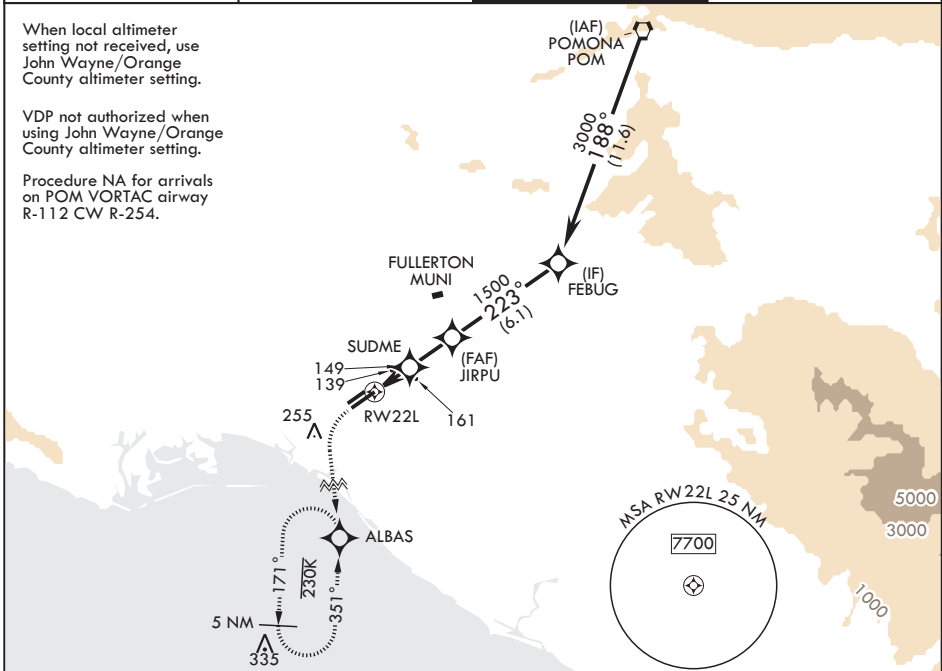 When local altimeter
setting not received, use
John Wayne/Orange
County altimeter setting.
VDP not authorized when
using John Wayne/Orange
County altimeter setting.
Procedure NA for arrivals
on POM VORTAC airway
R-112 CW R-254.
(IAF)
POMONA
POM
3000
188°
(11.6)
FULLERTON
MUNI
(IF)
FEBUG
1500
223°
(6.1)
SUDME
(FAF)
JIRPU
149
139
161
RW22L
255
ALBAS
171°
230K
351°
5 NM
335
MSA RW22L 25 NM
7700
5000
3000
1000